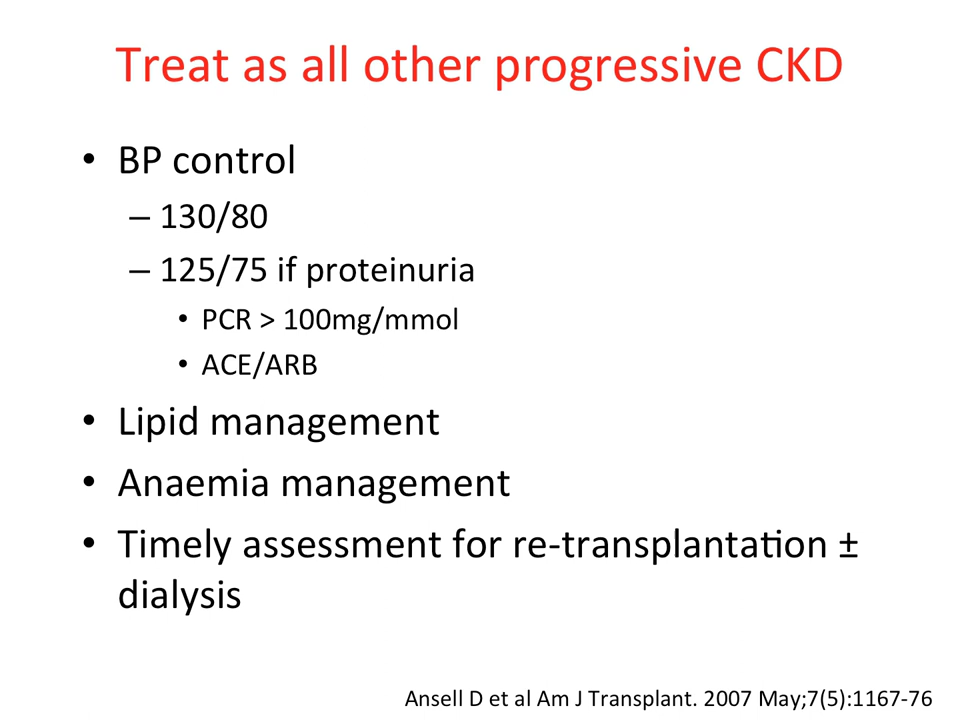 Treat as all other progressive CKD
• BP control
– 130/80
– 125/75 if proteinuria
• PCR > 100mg/mmol
• ACE/ARB
• Lipid management
• Anaemia management
• Timely assessment for re-transplantation ±
dialysis
Ansell D et al Am J Transplant. 2007 May;7(5):1167-76